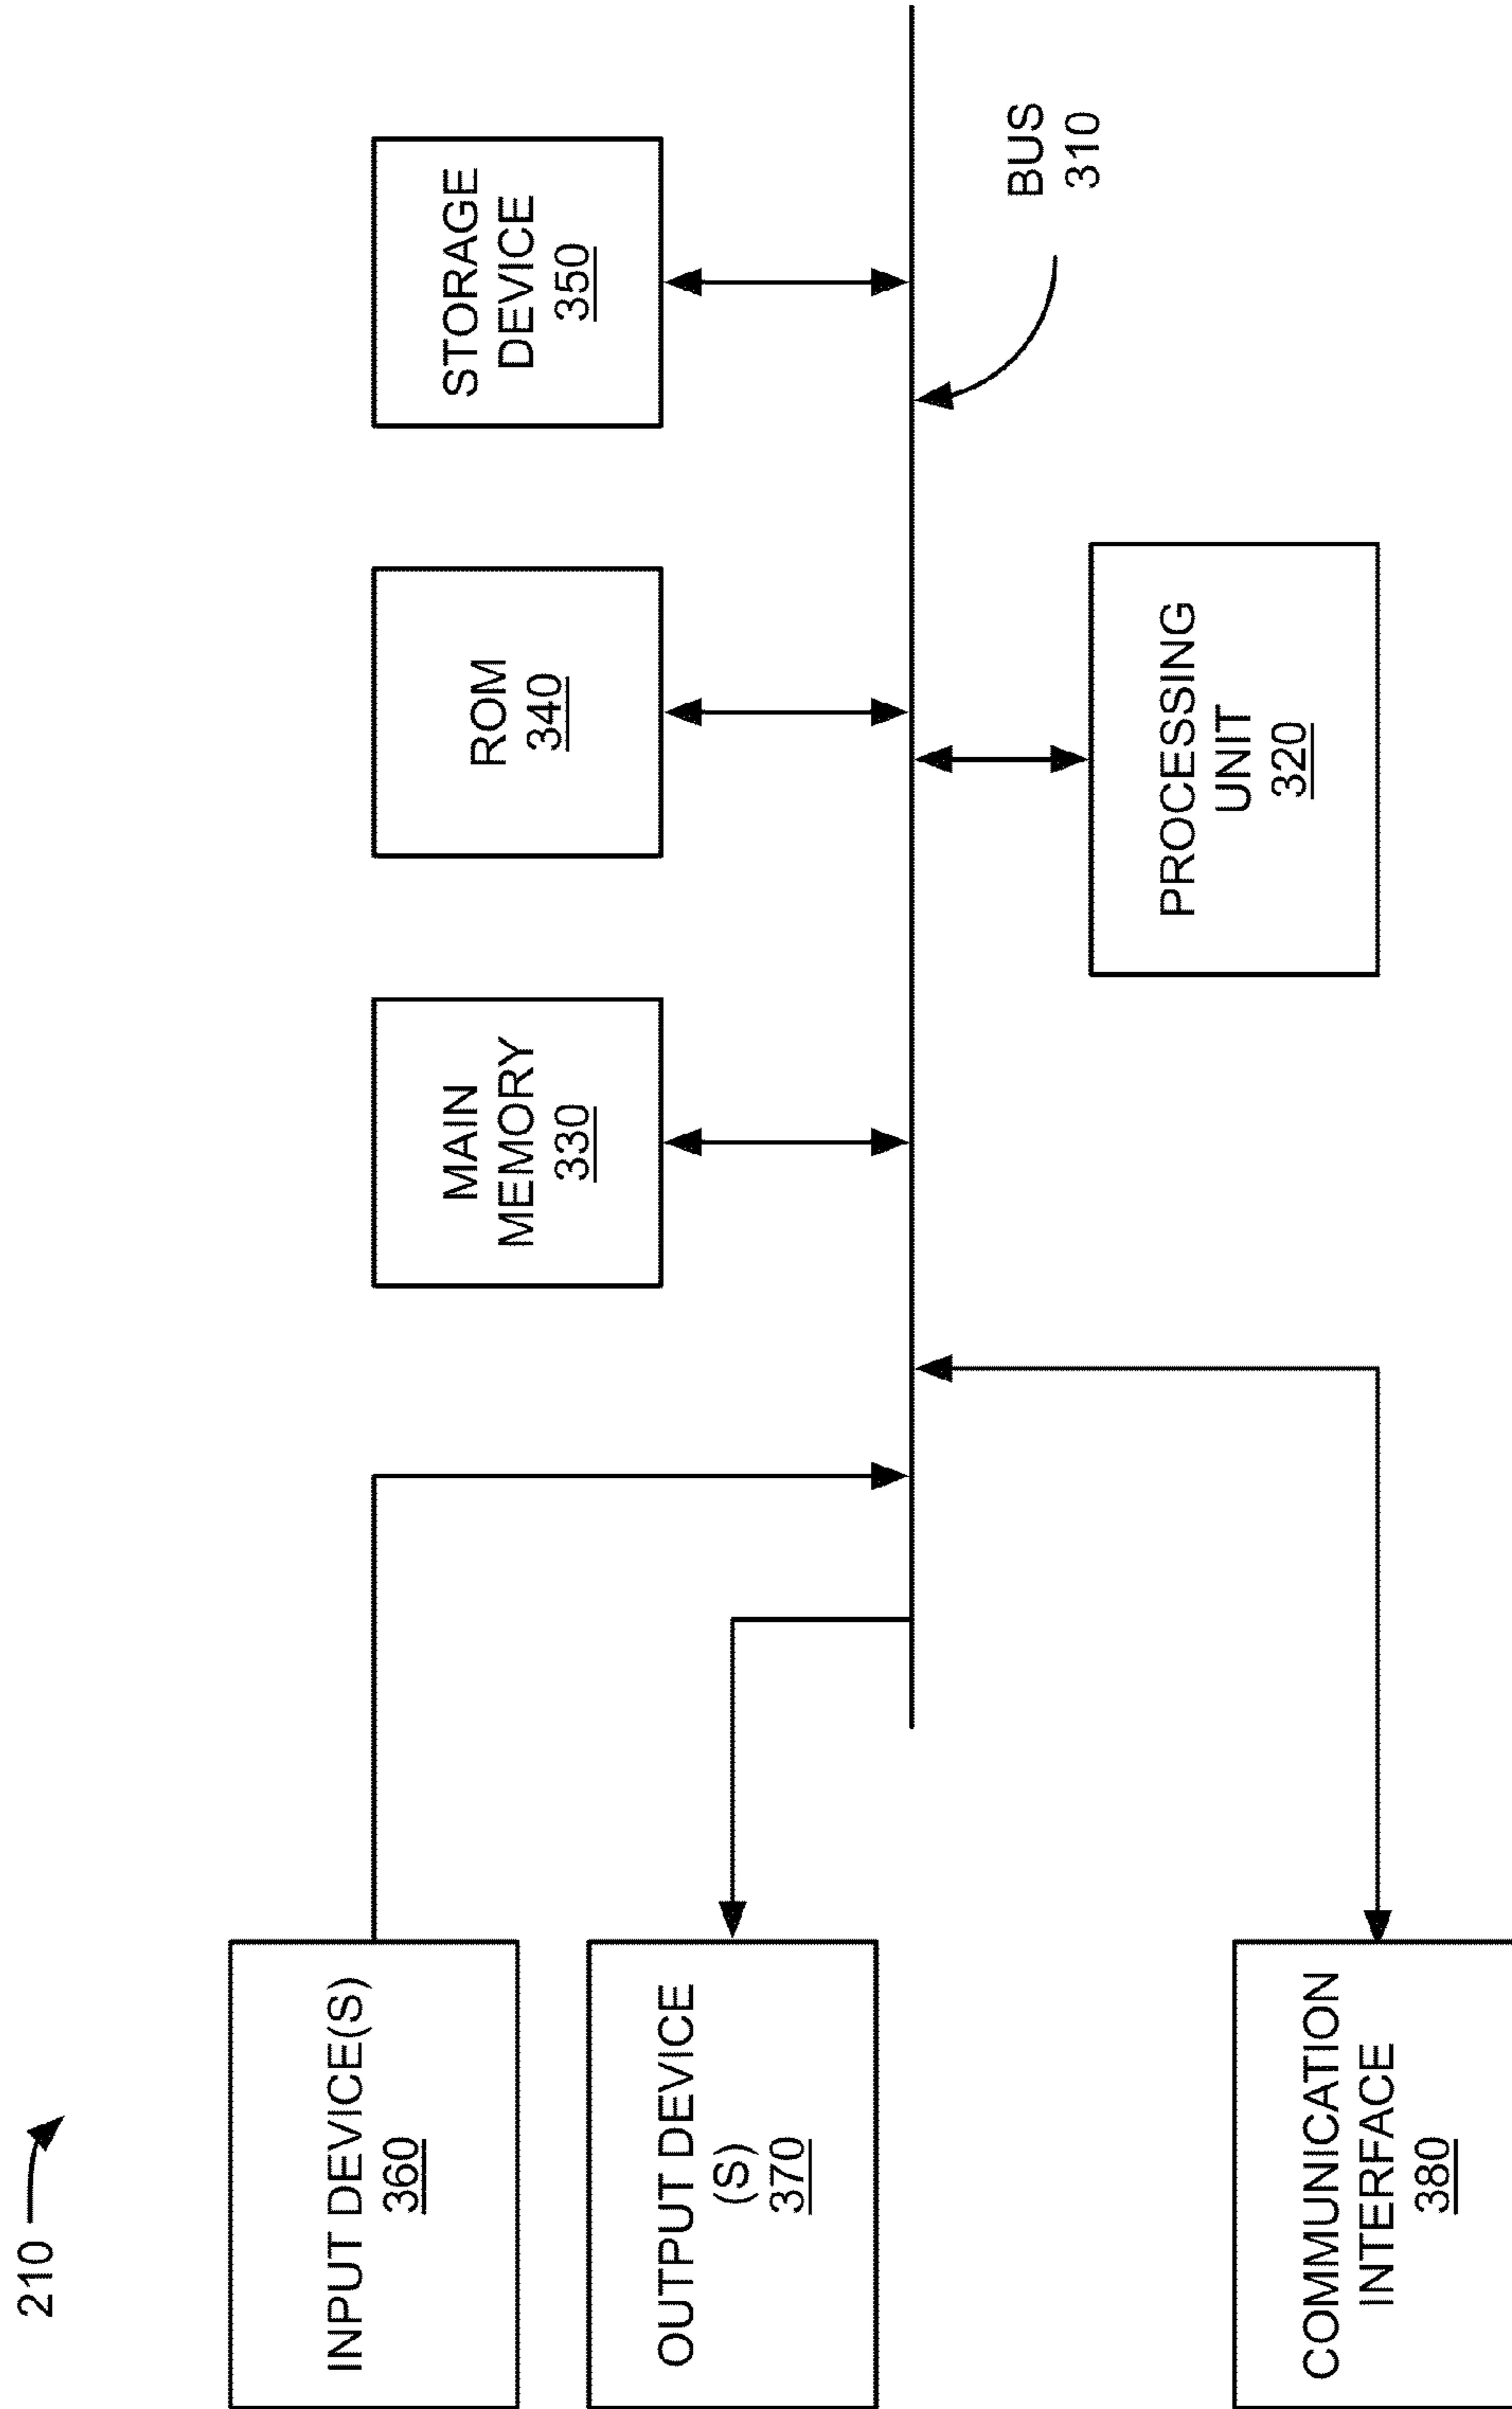 210
INPUT DEVICE(S)
360
OUTPUT DEVICE
(S)
370
COMMUNICATION
INTERFACE
380
MAIN
MEMORY
330
ROM
340
STORAGE
DEVICE
350
PROCESSING
UNIT
320
BUS
310